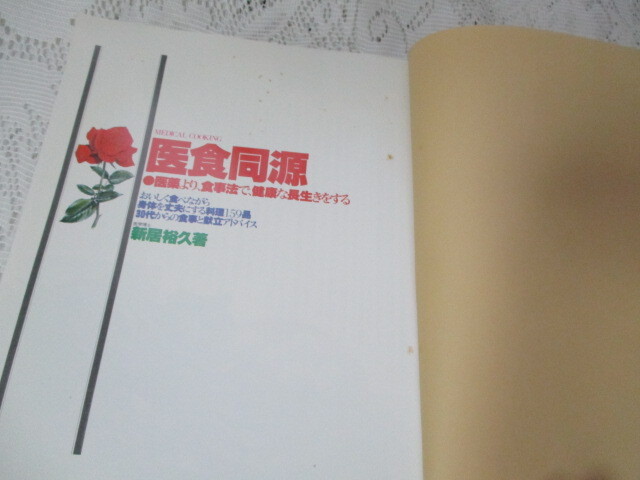 MEDICAL COOKING
医食同源
●医薬より、食事法で、健康な長生きをする
おいしく食べながら
身体を丈夫にする料理159品
30代からの食事と献立アドバイス
新居裕久著